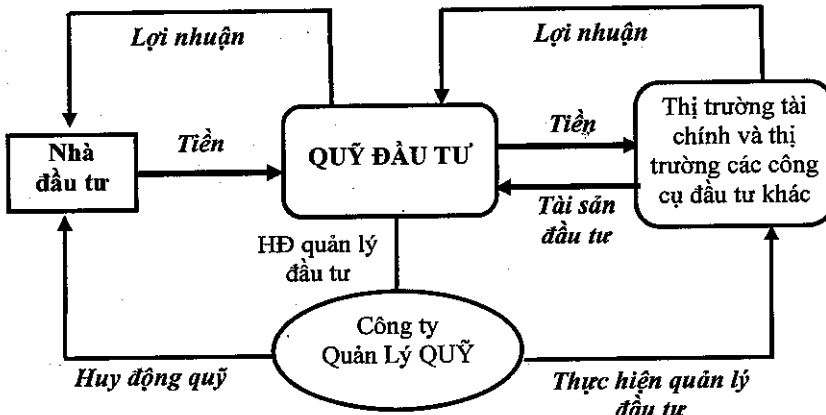 Lợi nhuận
Lợi nhuận
Nhà
đầu tư
Tiền
QUỸ ĐẦU TƯ
Tiền
Thị trường tài
chính và thị
trường các công
cụ đầu tư khác
Tài sản
đầu tư
HĐ quản lý
đầu tư
Công ty
Quản Lý QUỸ
Huy động quỹ
Thực hiện quản lý
đầu tư